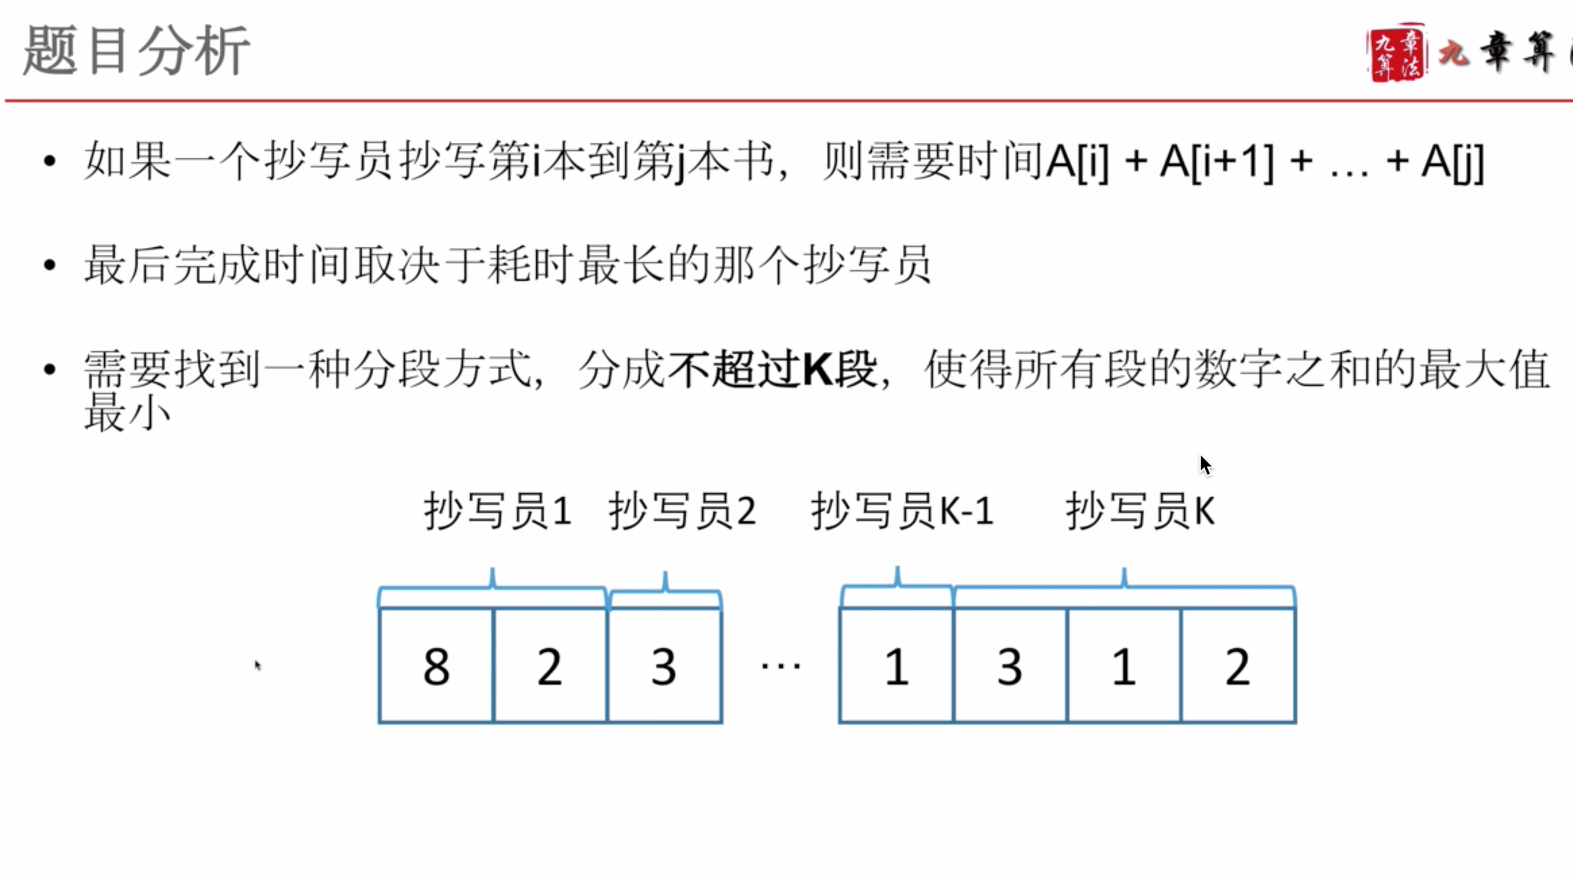 题目分析
九章算法
九章算
如果一个抄写员抄写第i本到第j本书，则需要时间A[i] + A[i+1] + … + A[j]
最后完成时间取决于耗时最长的那个抄写员
需要找到一种分段方式，分成不超过K段，使得所有段的数字之和的最大值
最小
抄写员1 抄写员2 抄写员K-1 抄写员K
8 2 3 … 1 3 1 2